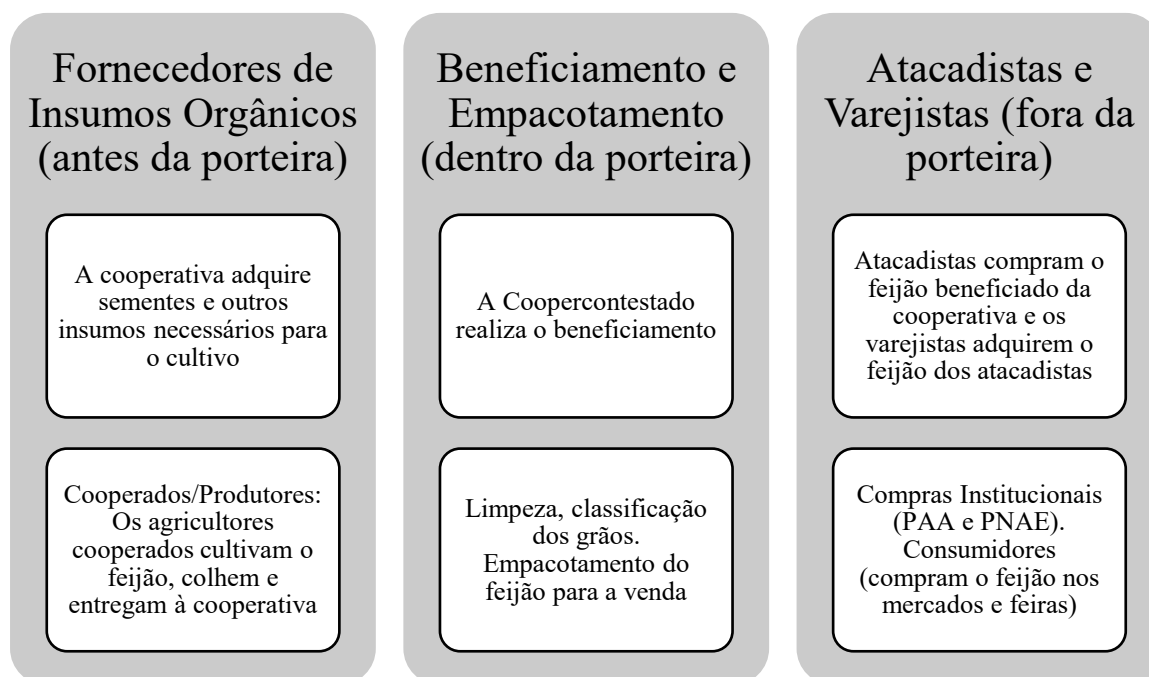 Fornecedores de
Insumos Orgânicos
(antes da porteira)
A cooperativa adquire
sementes e outros
insumos necessários para
o cultivo
Cooperados/Produtores:
Os agricultores
cooperados cultivam o
feijão, colhem e
entregam à cooperativa
Beneficiamento e
Empacotamento
(dentro da porteira)
A Coopercontestado
realiza o beneficiamento
Limpeza, classificação
dos grãos.
Empacotamento do
feijão para a venda
Atacadistas e
Varejistas (fora da
porteira)
Atacadistas compram o
feijão beneficiado da
cooperativa e os
varejistas adquirem o
feijão dos atacadistas
Compras Institucionais
(PAA e PNAE).
Consumidores
(compram o feijão nos
mercados e feiras)